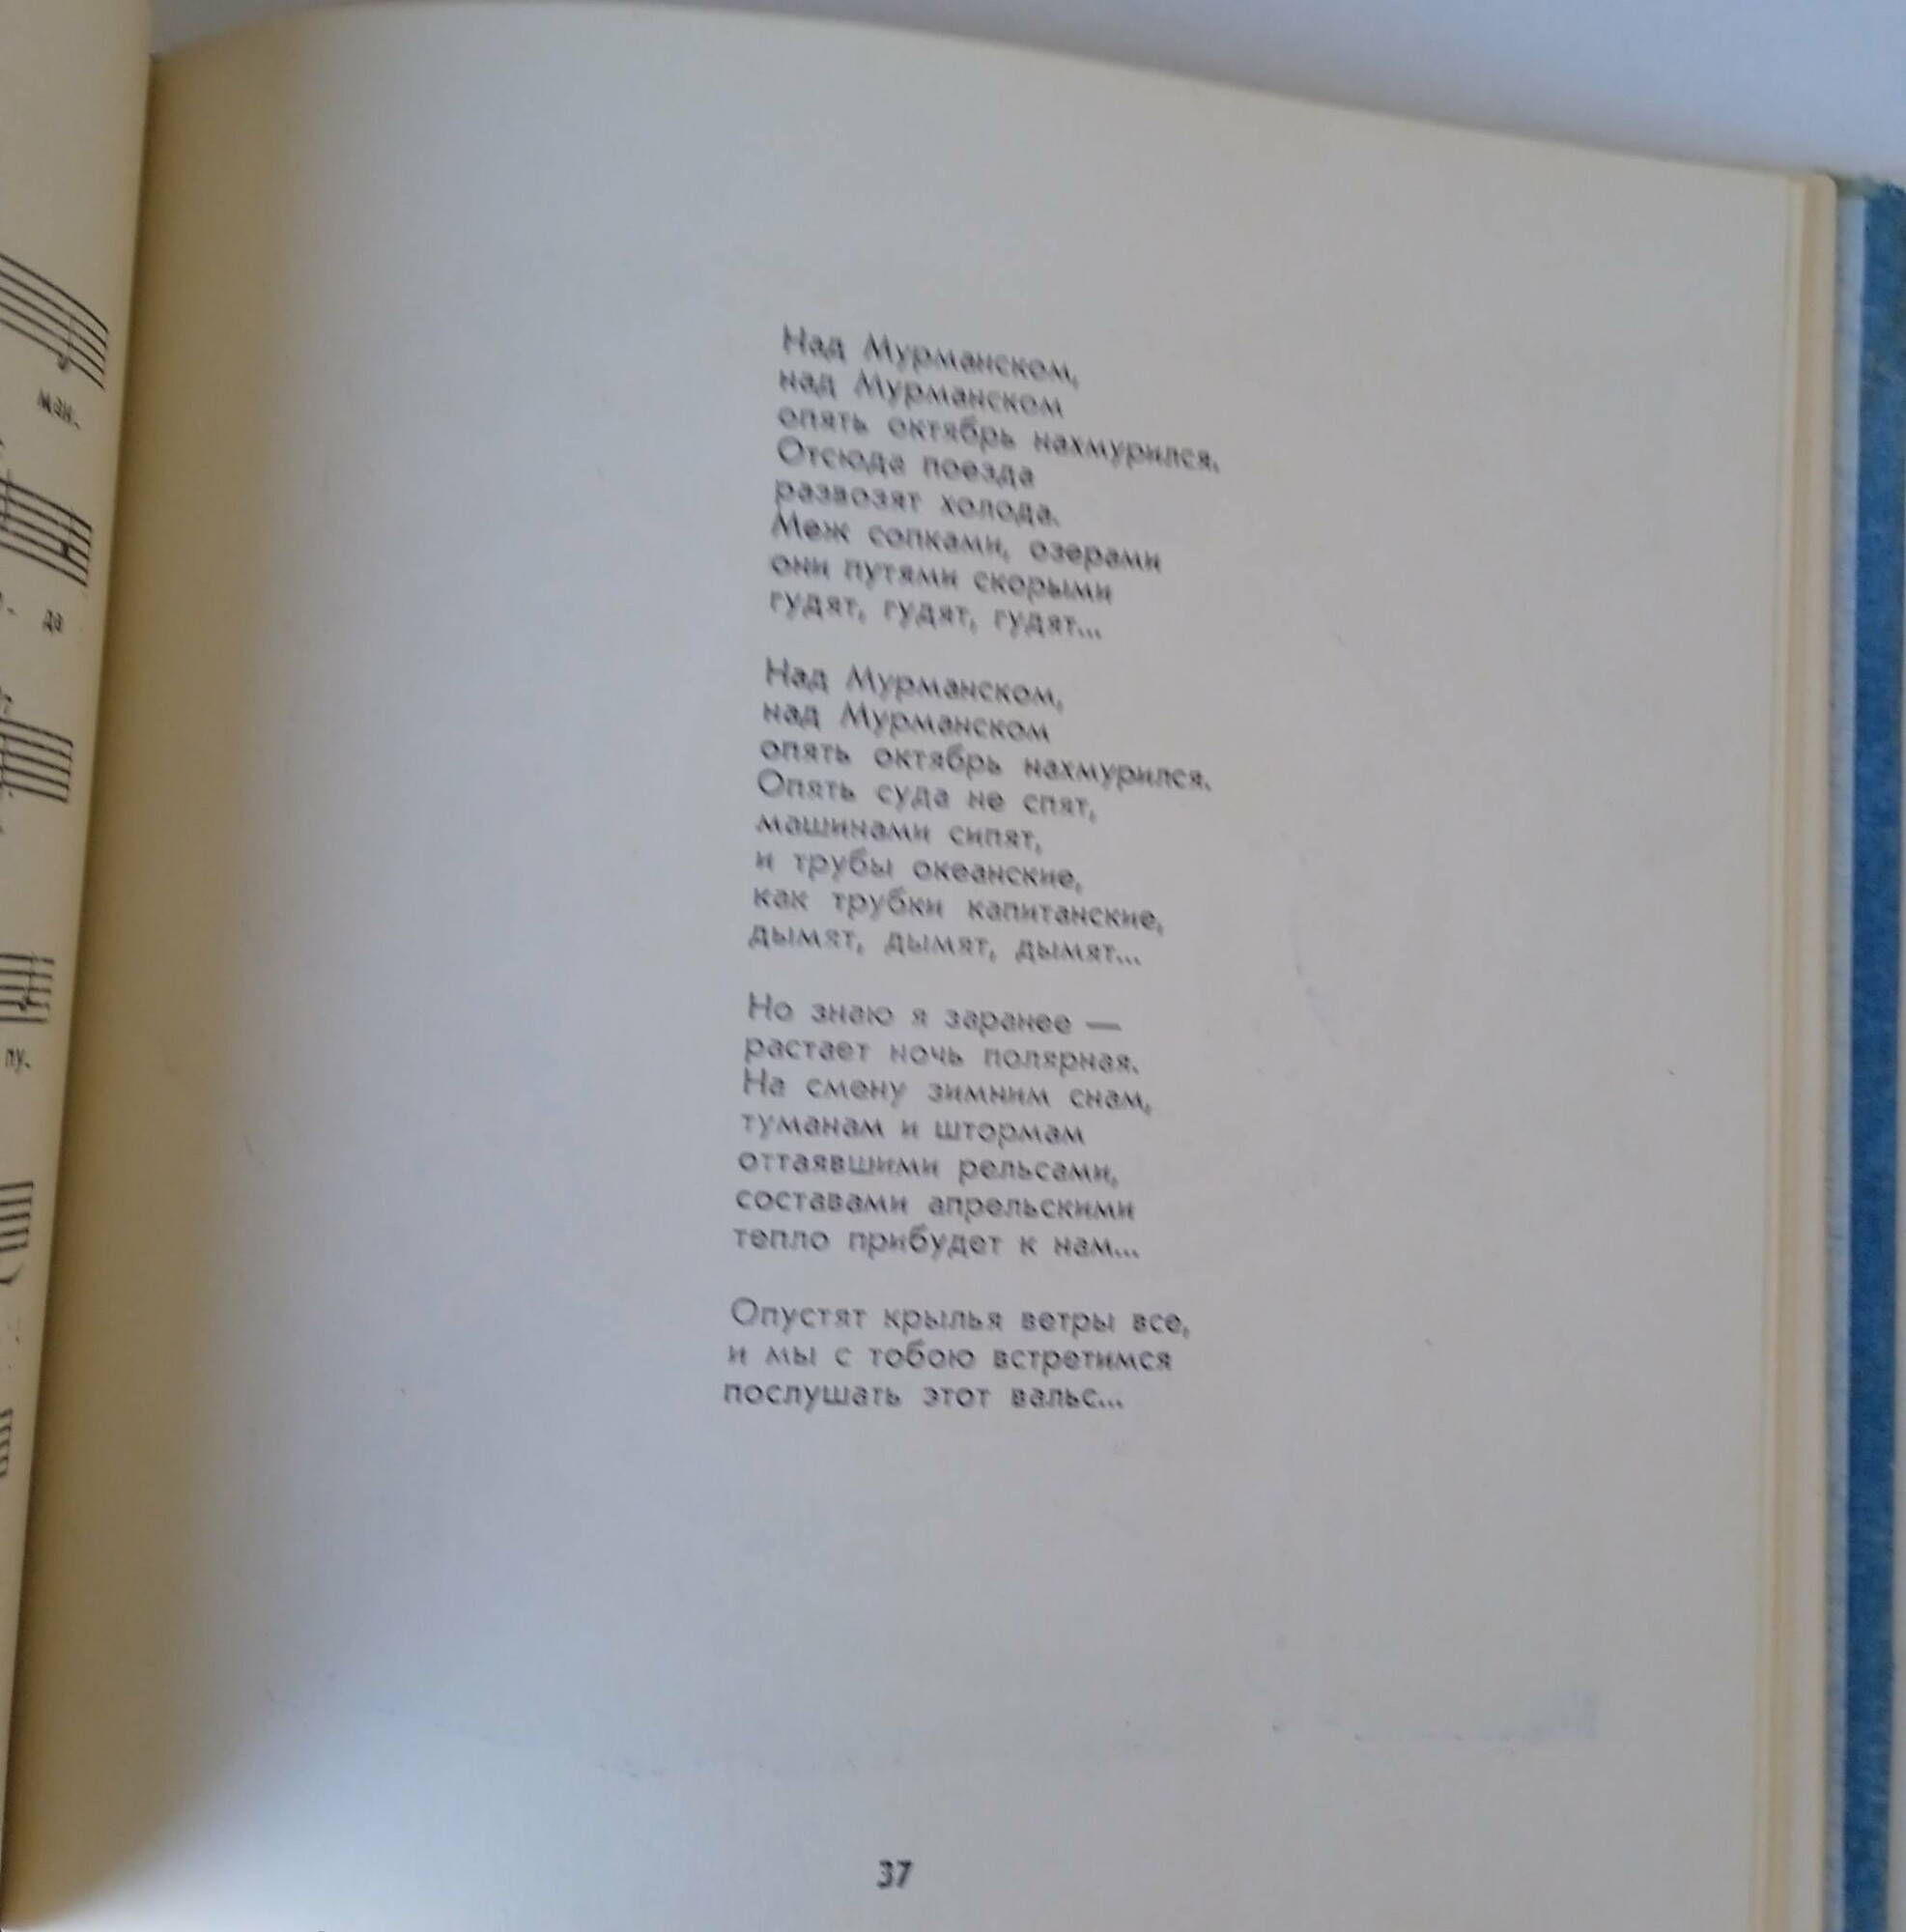 мен-
да
пу-
Над Мурманском,
над Мурманском
опять октябрь нахмурился.
Отсюда поезда
развозят холода.
Меж сопками, озерами
они путями скорыми
гудят, гудят, гудят...
Над Мурманском,
над Мурманском
опять октябрь нахмурился.
Опять суда не спят,
машинами сипят,
и трубы океанские,
как трубки капитанские,
дымят, дымят, дымят...
Но знаю я заранее —
растает ночь полярная.
На смену зимним снам,
туманам и штормам
оттаявшими рельсами,
составами апрельскими
тепло прибудет к нам...
Опустят крылья ветры все,
и мы с тобою встретимся
послушать этот вальс...
37